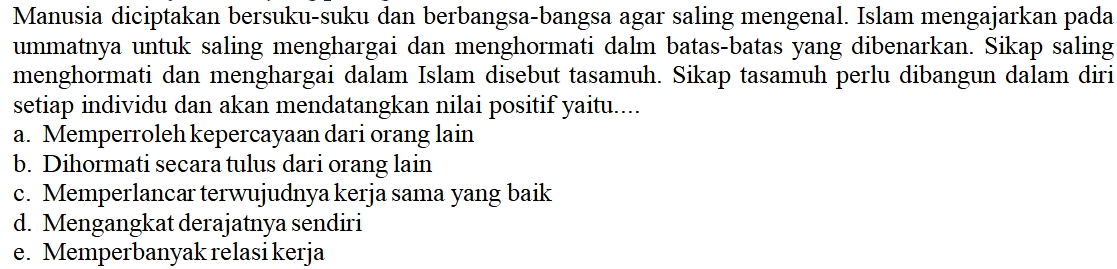 Manusia diciptakan bersuku-suku dan berbangsa-bangsa agar saling mengenal. Islam mengajarkan pada
ummatnya untuk saling menghargai dan menghormati dalm batas-batas yang dibenarkan. Sikap saling
menghormati dan menghargai dalam Islam disebut tasamuh. Sikap tasamuh perlu dibangun dalam diri
setiap individu dan akan mendatangkan nilai positif yaitu....
a. Memperroleh kepercayaan dari orang lain
b. Dihormati secara tulus dari orang lain
c. Memperlancar terwujudnya kerja sama yang baik
d. Mengangkat derajatnya sendiri
e. Memperbanyak relasi kerja